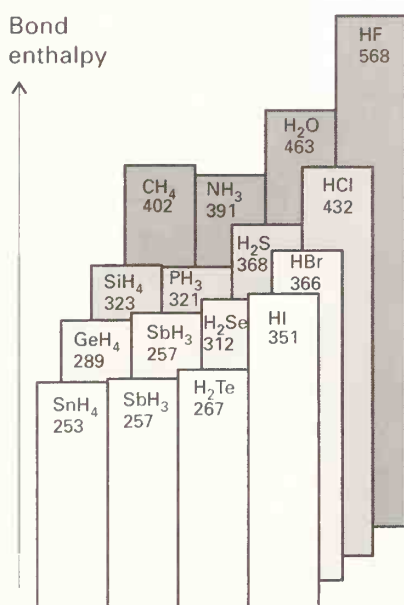 Bond
enthalpy
HF
568
H₂O
463
CH₄
402
NH₃
391
HCl
432
H₂S
368
SiH₄
323
PH₃
321
HBr
366
GeH₄
289
SbH₃
257
H₂Se
312
HI
351
SnH₄
253
SbH₃
257
H₂Te
267